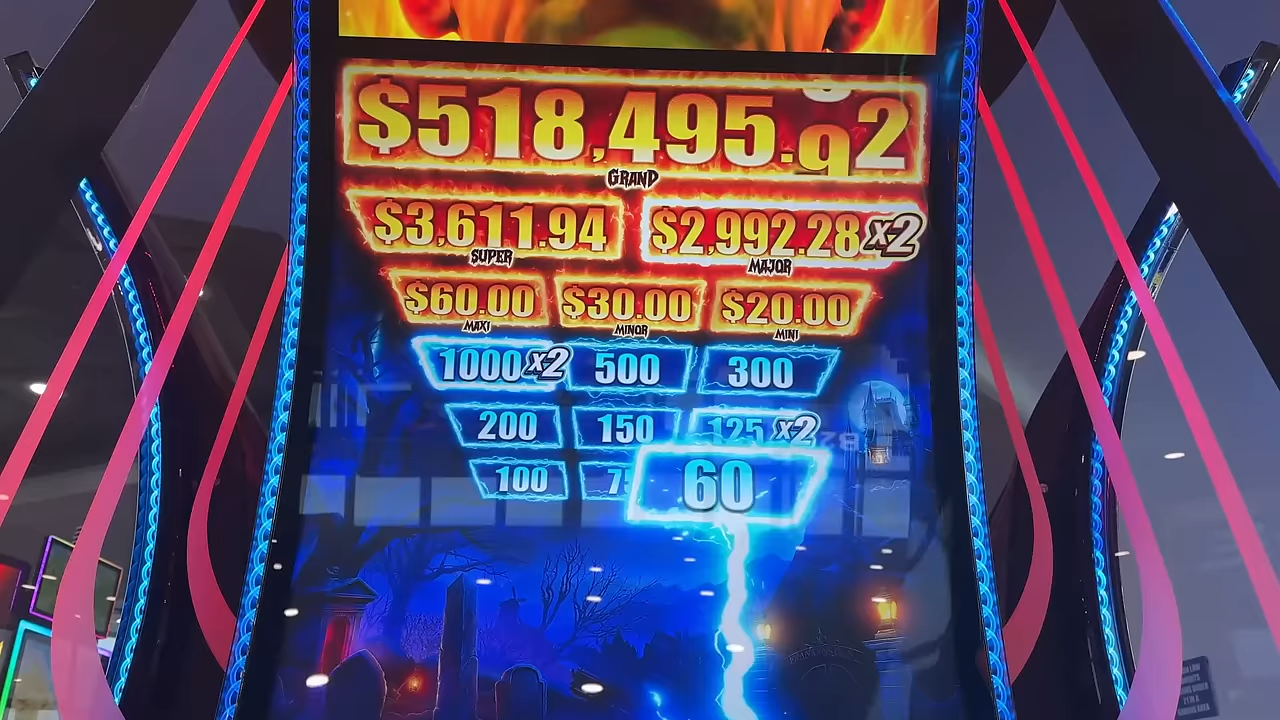 $518,495.92
GRAND
$3,611.94 $2,992.28 x2
SUPER MAJOR
$60.00 $30.00 $20.00
MAXI MINOR MINI
1000 x2 500 300
200 150 125 x2
100 7 60